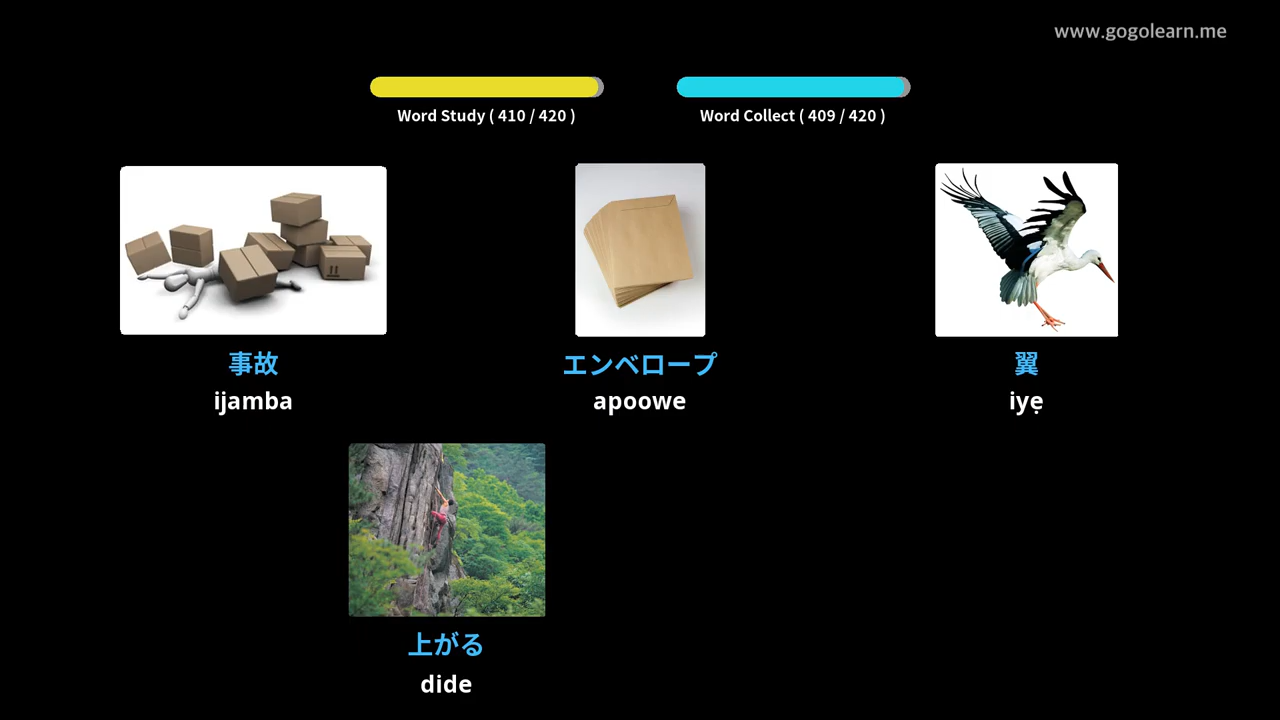 www.gogolearn.me
Word Study ( 410 / 420 )
Word Collect ( 409 / 420 )
事故
ijamba
エンベロープ
apoowe
翼
iyẹ
上がる
dide